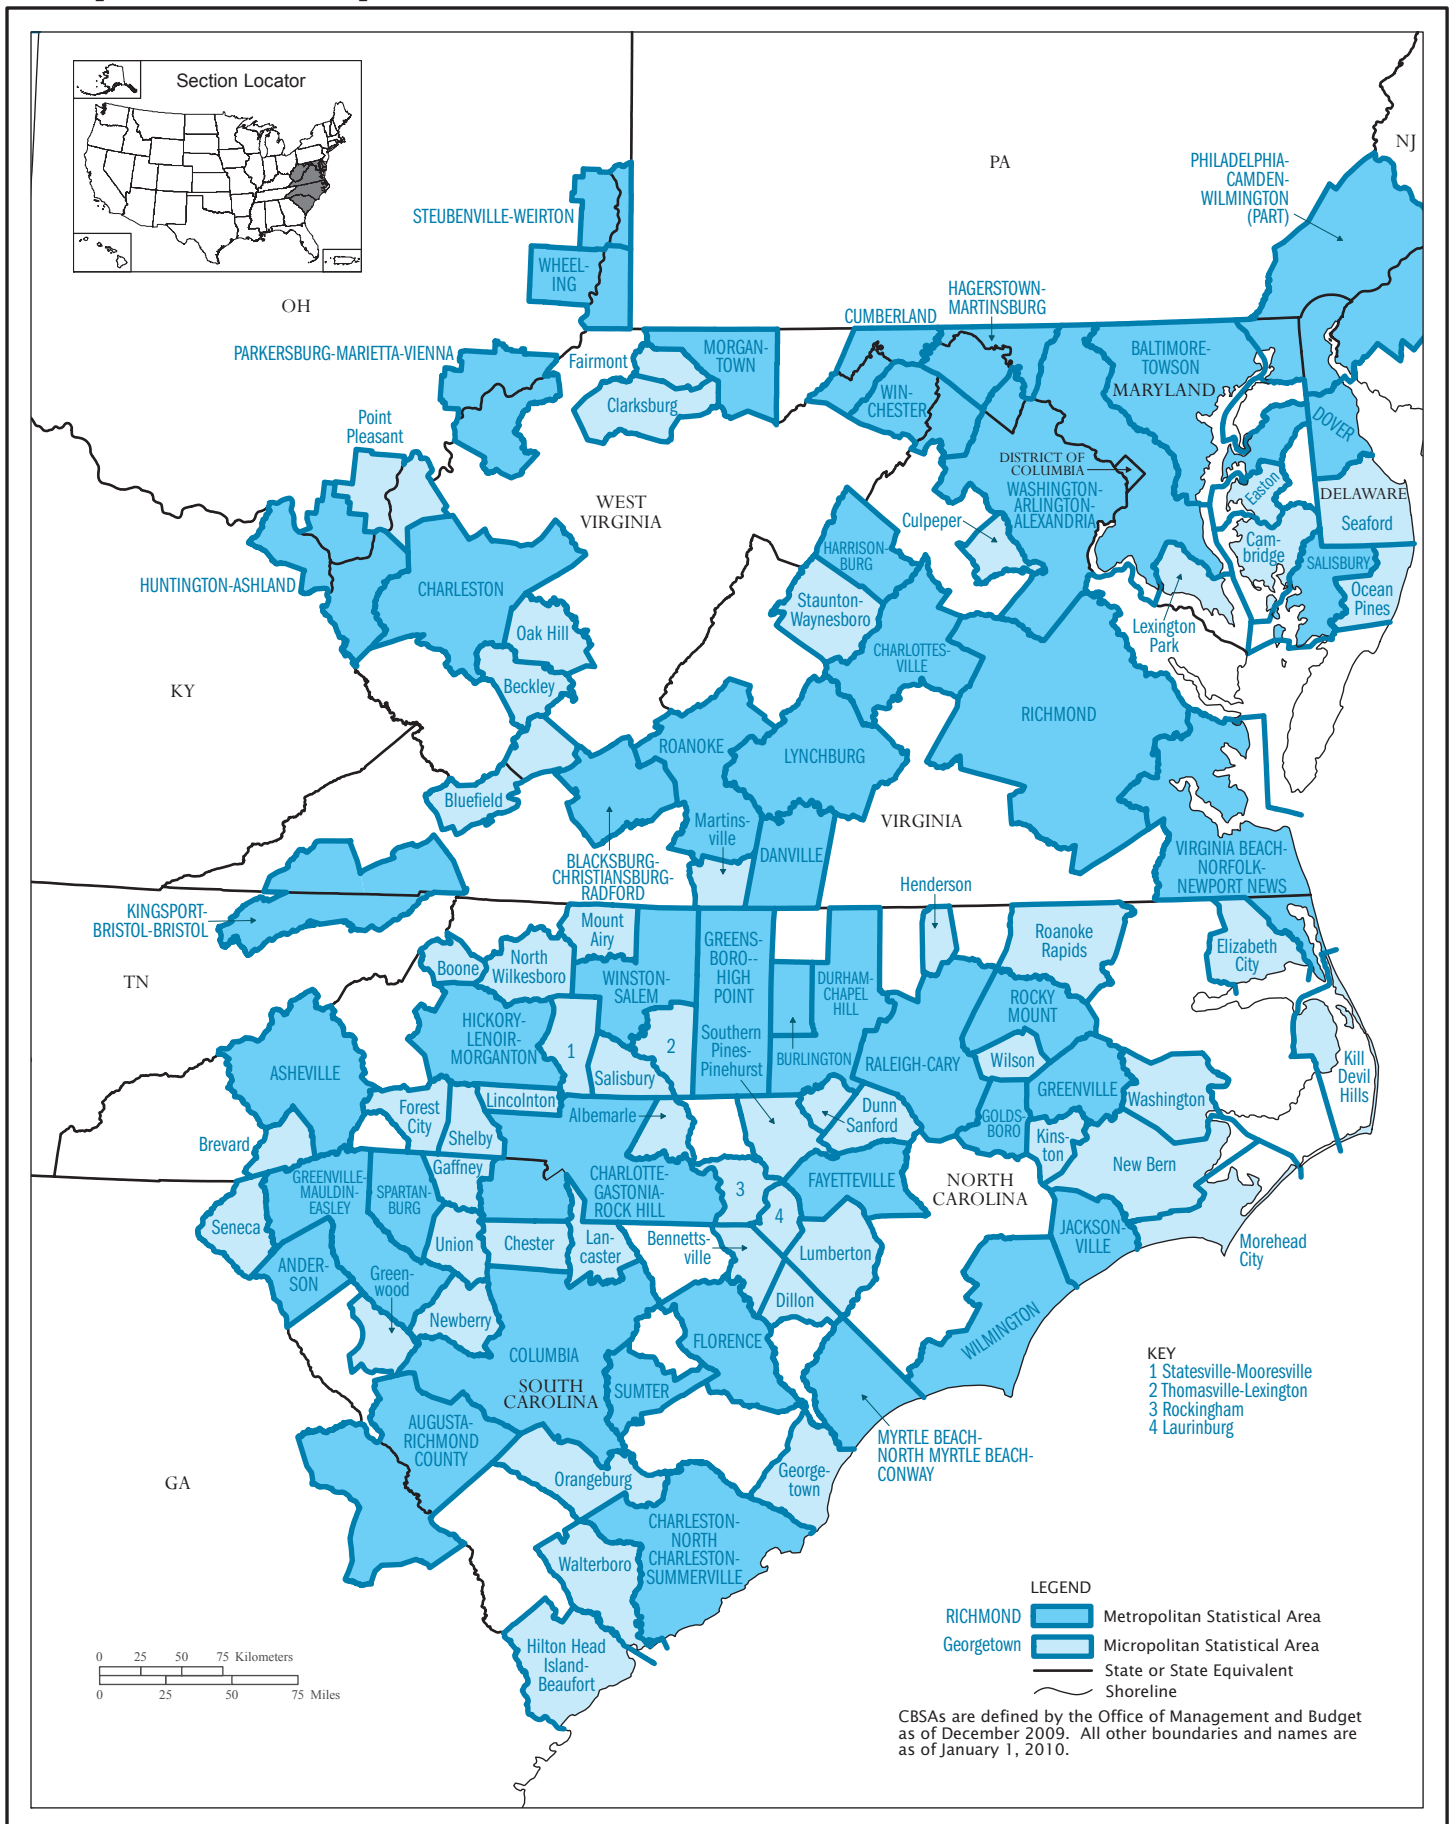 Section Locator
PA
NJ
PHILADELPHIA-
CAMDEN-
WILMINGTON
(PART)
STEUBENVILLE-WEIRTON
WHEEL-
ING
OH
HAGERSTOWN-
MARTINSBURG
CUMBERLAND
PARKERSBURG-MARIETTA-VIENNA
Fairmont
MORGAN-
TOWN
BALTIMORE-
TOWSON
MARYLAND
WIN-
CHESTER
Clarksburg
Point
Pleasant
DOVER
DISTRICT OF
COLUMBIA
WASHINGTON-
ARLINGTON-
ALEXANDRIA
WEST
VIRGINIA
Easton
DELAWARE
Seaford
Culpeper
Cam-
bridge
HARRISON-
BURG
SALISBURY
Ocean
Pines
HUNTINGTON-ASHLAND
CHARLESTON
Staunton-
Waynesboro
Oak Hill
Lexington
Park
CHARLOTTES-
VILLE
KY
Beckley
RICHMOND
ROANOKE
LYNCHBURG
Bluefield
Martins-
ville
VIRGINIA
DANVILLE
VIRGINIA BEACH-
NORFOLK-
NEWPORT NEWS
BLACKSBURG-
CHRISTIANSBURG-
RADFORD
Henderson
KINGSPORT-
BRISTOL-BRISTOL
Mount
Airy
GREENS-
BORO--
HIGH
POINT
Roanoke
Rapids
Elizabeth
City
Boone
North
Wilkesboro
TN
WINSTON-
SALEM
DURHAM-
CHAPEL
HILL
ROCKY
MOUNT
HICKORY-
LENOIR-
MORGANTON
1
2
Southern
Pines-
Pinehurst
BURLINGTON
RALEIGH-CARY
Wilson
Kill
Devil
Hills
ASHEVILLE
Salisbury
GREENVILLE
Washington
Lincolnton
Forest
City
Albemarle
Dunn
Sanford
GOLDS-
BORO
Brevard
Shelby
Kins-
ton
New Bern
Gaffney
GREENVILLE-
MAULDIN-
EASLEY
SPARTAN-
BURG
CHARLOTTE-
GASTONIA-
ROCK HILL
3
FAYETTEVILLE
NORTH
CAROLINA
4
Seneca
Union
Chester
Lan-
caster
Bennetts-
ville
Lumberton
JACKSON-
VILLE
Morehead
City
ANDER-
SON
Green-
wood
Dillon
Newberry
FLORENCE
WILMINGTON
COLUMBIA
SOUTH
CAROLINA
SUMTER
KEY
1 Statesville-Mooresville
2 Thomasville-Lexington
3 Rockingham
4 Laurinburg
AUGUSTA-
RICHMOND
COUNTY
MYRTLE BEACH-
NORTH MYRTLE BEACH-
CONWAY
GA
Orangeburg
George-
town
CHARLESTON-
NORTH
CHARLESTON-
SUMMERVILLE
Walterboro
Hilton Head
Island-
Beaufort
LEGEND
RICHMOND Metropolitan Statistical Area
Georgetown Micropolitan Statistical Area
State or State Equivalent
Shoreline
0 25 50 75 Kilometers
0 25 50 75 Miles
CBSAs are defined by the Office of Management and Budget
as of December 2009. All other boundaries and names are
as of January 1, 2010.